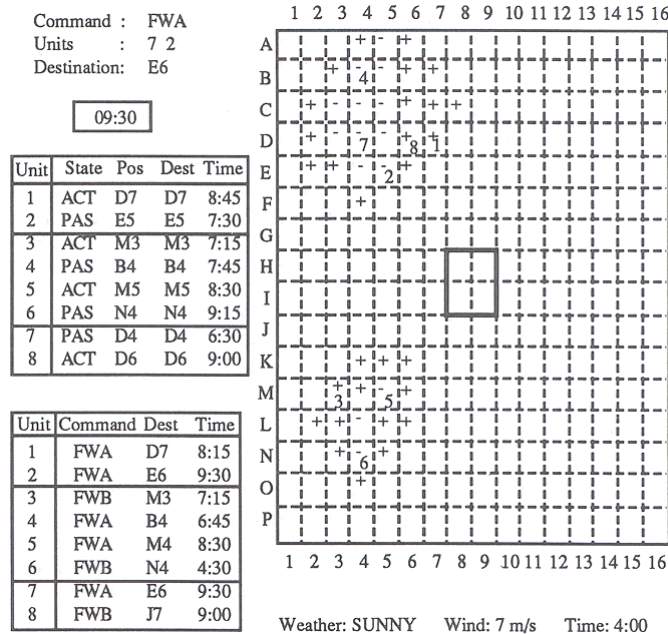 Command : FWA
Units : 7 2
Destination: E6
09:30
Unit State Pos Dest Time
1 ACT D7 D7 8:45
2 PAS E5 E5 7:30
3 ACT M3 M3 7:15
4 PAS B4 B4 7:45
5 ACT M5 M5 8:30
6 PAS N4 N4 9:15
7 PAS D4 D4 6:30
8 ACT D6 D6 9:00
Unit Command Dest Time
1 FWA D7 8:15
2 FWA E6 9:30
3 FWB M3 7:15
4 FWA B4 6:45
5 FWA M4 8:30
6 FWB N4 4:30
7 FWA E6 9:30
8 FWB J7 9:00
1 2 3 4 5 6 7 8 9 10 11 12 13 14 15 16
A + - +
B + - - + +
4
C + - - - + + +
D + - - - + +
7 8 1
E + + - - +
2
F +
G
H
I
J
K + + +
M + + - +
3 5
L + + - + +
N + - +
6
O +
P
1 2 3 4 5 6 7 8 9 10 11 12 13 14 15 16
Weather: SUNNY Wind: 7 m/s Time: 4:00